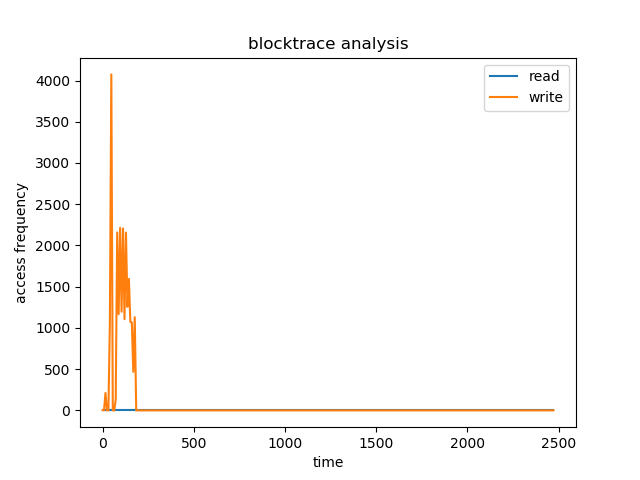 blocktrace analysis
read
write
access frequency
4000
3500
3000
2500
2000
1500
1000
500
0
0 500 1000 1500 2000 2500
time